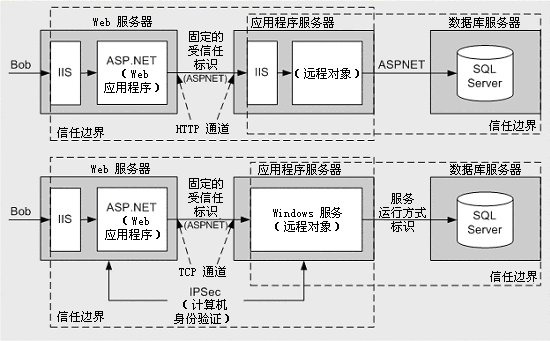 Web 服务器
应用程序服务器
数据库服务器
Bob
IIS
ASP.NET
（Web
应用程序）
固定的
受信任
标识
(ASPNET)
IIS
（远程对象）
ASPNET
SQL
Server
HTTP 通道
信任边界
信任边界
Web 服务器
应用程序服务器
数据库服务器
Bob
IIS
ASP.NET
（Web
应用程序）
固定的
受信任
标识
(ASPNET)
Windows 服务
（远程对象）
服务
运行方式
标识
SQL
Server
TCP 通道
信任边界
IPSec
（计算机
身份验证）
信任边界